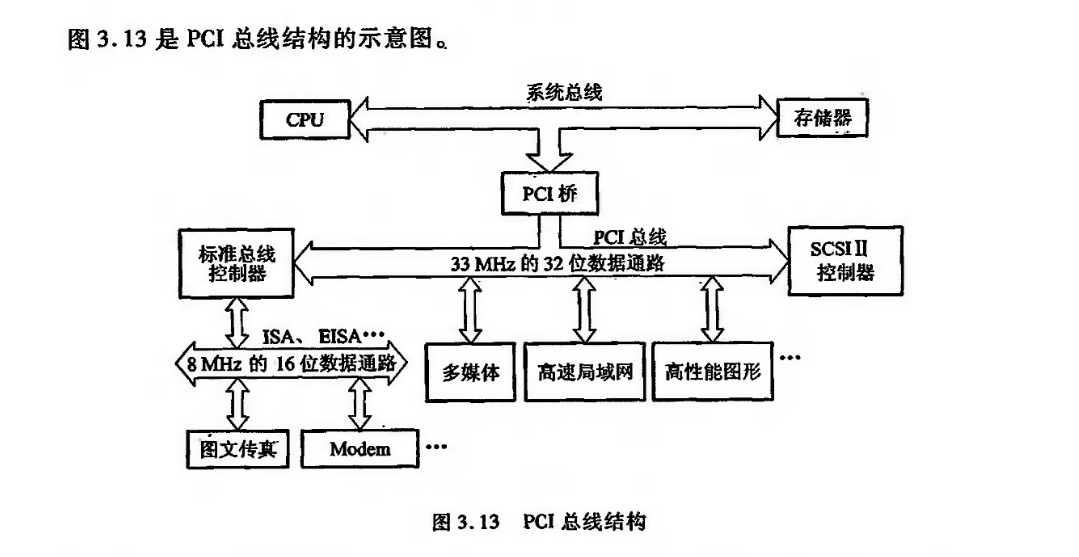 图 3.13 是 PCI 总线结构的示意图。
系统总线
CPU
存储器
PCI 桥
PCI 总线
标准总线
控制器
33 MHz 的 32 位数据通路
SCSI Ⅱ
控制器
ISA、EISA…
8 MHz 的 16 位数据通路
多媒体
高速局域网
高性能图形
…
图文传真
Modem
…
图 3.13 PCI 总线结构